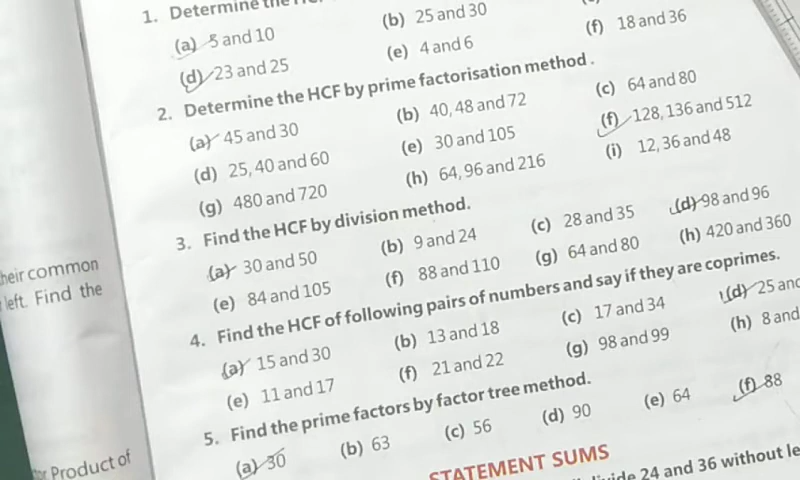 1. Determine the
(a) 5 and 10 (b) 25 and 30
(d) 23 and 25 (e) 4 and 6 (f) 18 and 36
2. Determine the HCF by prime factorisation method .
(a) 45 and 30 (b) 40, 48 and 72 (c) 64 and 80
(d) 25, 40 and 60 (e) 30 and 105 (f) 128, 136 and 512
(g) 480 and 720 (h) 64, 96 and 216 (i) 12, 36 and 48
3. Find the HCF by division method.
(a) 30 and 50 (b) 9 and 24 (c) 28 and 35 (d) 98 and 96
(e) 84 and 105 (f) 88 and 110 (g) 64 and 80 (h) 420 and 360
4. Find the HCF of following pairs of numbers and say if they are coprimes.
(a) 15 and 30 (b) 13 and 18 (c) 17 and 34 (d) 25 and
(e) 11 and 17 (f) 21 and 22 (g) 98 and 99 (h) 8 and
5. Find the prime factors by factor tree method.
(a) 30 (b) 63 (c) 56 (d) 90 (e) 64 (f) 88
STATEMENT SUMS
24 and 36 without
heir common
left. Find the
Product of